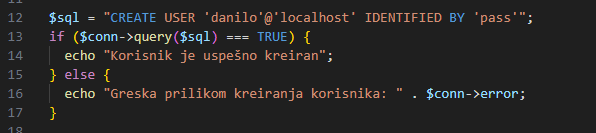 12 $sql = "CREATE USER 'danilo'@'localhost' IDENTIFIED BY 'pass'";
13 if ($conn->query($sql) === TRUE) {
14 echo "Korisnik je uspešno kreiran";
15 } else {
16 echo "Greska prilikom kreiranja korisnika: " . $conn->error;
17 }
18